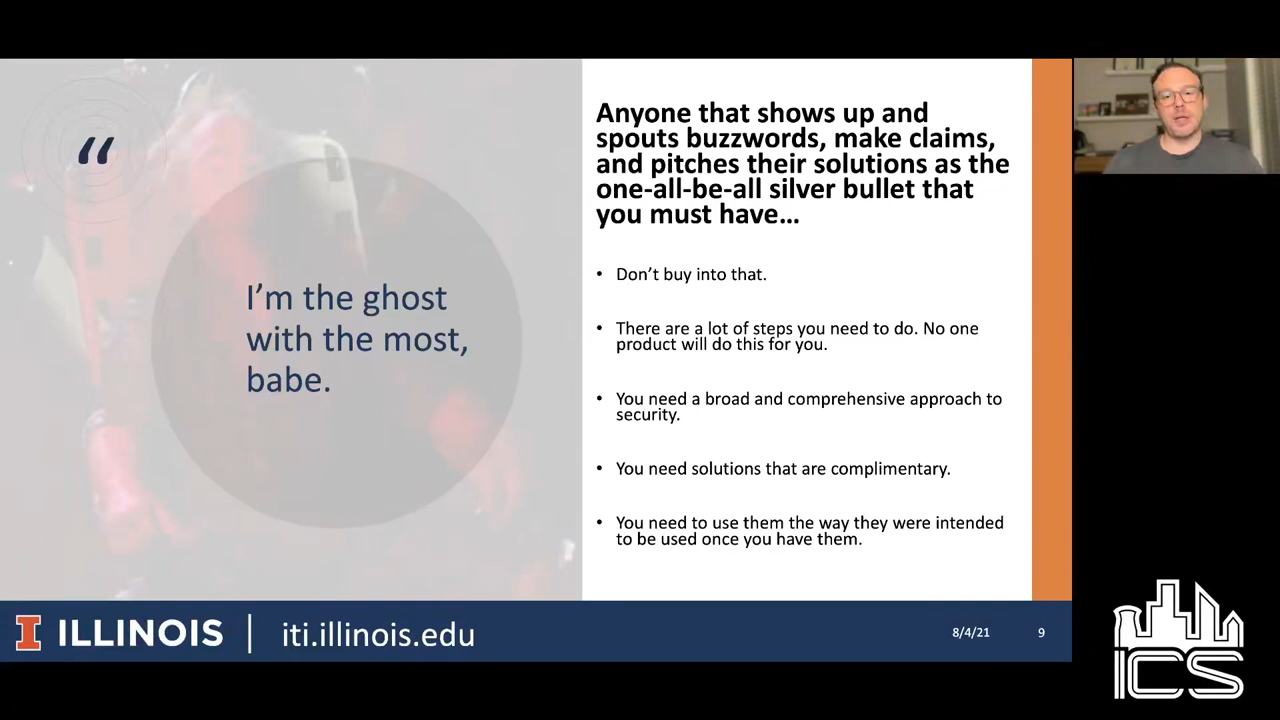 “
I’m the ghost
with the most,
babe.
Anyone that shows up and
spouts buzzwords, make claims,
and pitches their solutions as the
one-all-be-all silver bullet that
you must have…
• Don’t buy into that.
• There are a lot of steps you need to do. No one
product will do this for you.
• You need a broad and comprehensive approach to
security.
• You need solutions that are complimentary.
• You need to use them the way they were intended
to be used once you have them.
I ILLINOIS | iti.illinois.edu
8/4/21 9
ICS